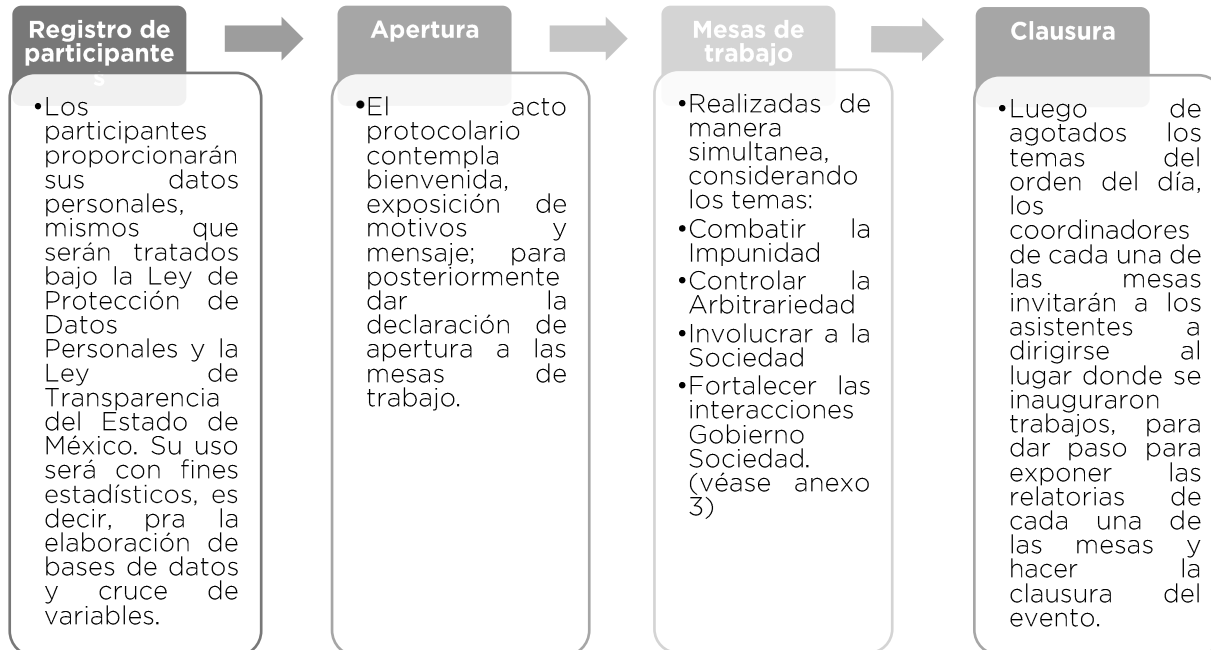 Registro de
participante
s
•Los
participantes
proporcionarán
sus datos
personales,
mismos que
serán tratados
bajo la Ley de
Protección de
Datos
Personales y la
Ley de
Transparencia
del Estado de
México. Su uso
será con fines
estadísticos, es
decir, pra la
elaboración de
bases de datos
y cruce de
variables.
Apertura
•El acto
protocolario
contempla
bienvenida,
exposición de
motivos y
mensaje; para
posteriormente
dar la
declaración de
apertura a las
mesas de
trabajo.
Mesas de
trabajo
•Realizadas de
manera
simultanea,
considerando
los temas:
•Combatir la
Impunidad
•Controlar la
Arbitrariedad
•Involucrar a la
Sociedad
•Fortalecer las
interacciones
Gobierno
Sociedad.
(véase anexo
3)
Clausura
•Luego de
agotados los
temas del
orden del día,
los
coordinadores
de cada una de
las mesas
invitarán a los
asistentes a
dirigirse al
lugar donde se
inauguraron
trabajos, para
dar paso para
exponer las
relatorias de
cada una de
las mesas y
hacer la
clausura del
evento.